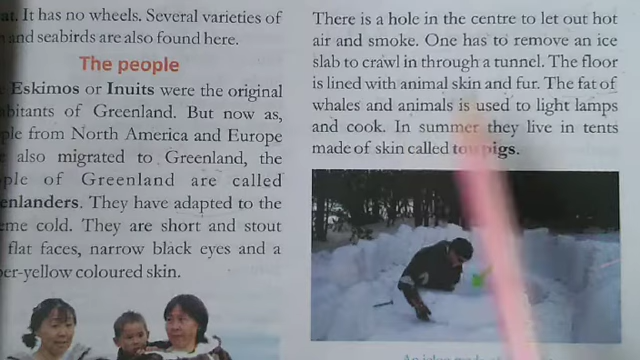 at. It has no wheels. Several varieties of
and seabirds are also found here.
The people
Eskimos or Inuits were the original
habitants of Greenland. But now as,
ple from North America and Europe
also migrated to Greenland, the
ple of Greenland are called
enlanders. They have adapted to the
eme cold. They are short and stout
flat faces, narrow black eyes and a
per-yellow coloured skin.
There is a hole in the centre to let out hot
air and smoke. One has to remove an ice
slab to crawl in through a tunnel. The floor
is lined with animal skin and fur. The fat of
whales and animals is used to light lamps
and cook. In summer they live in tents
made of skin called